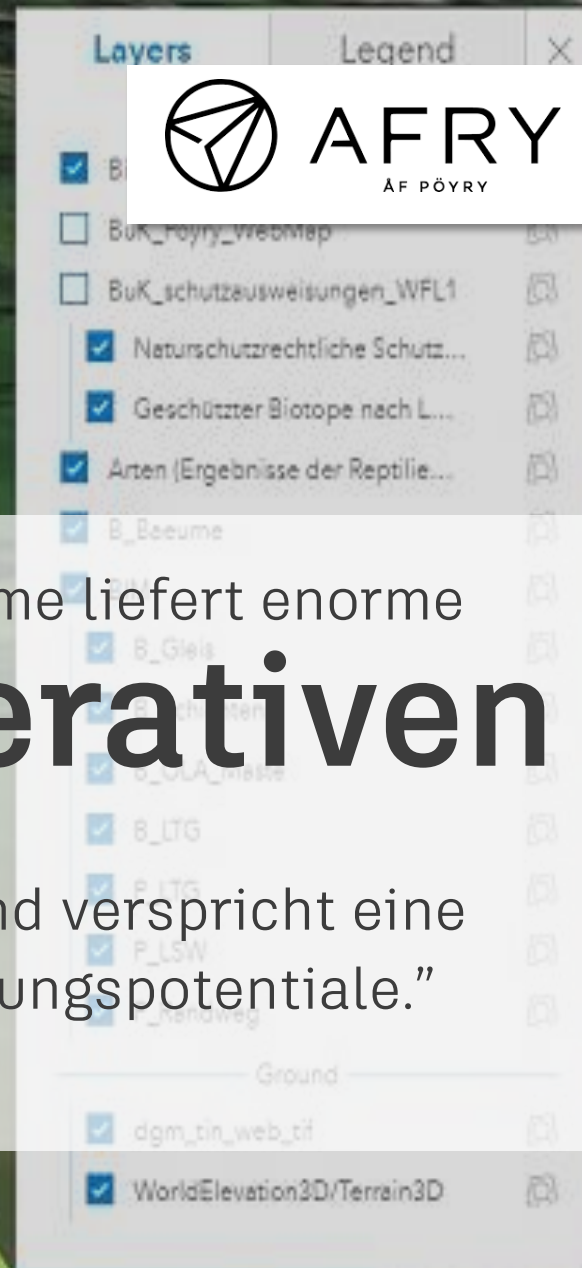 Layers Legend
AFRY
ÅF PÖYRY
BuK_Poyry_WebMap
BuK_schutzausweisungen_WFL1
Naturschutzrechtliche Schutz...
Geschützter Biotope nach L...
Arten (Ergebnisse der Reptilie...
B_Baeume
me liefert enorme
B_Gleis
erativen
B_OLA_Maste
B_LTG
P_LTG
nd verspricht eine
P_LSW
ungspotentiale.”
P_Randweg
Ground
dgm_tin_web_tif
WorldElevation3D/Terrain3D